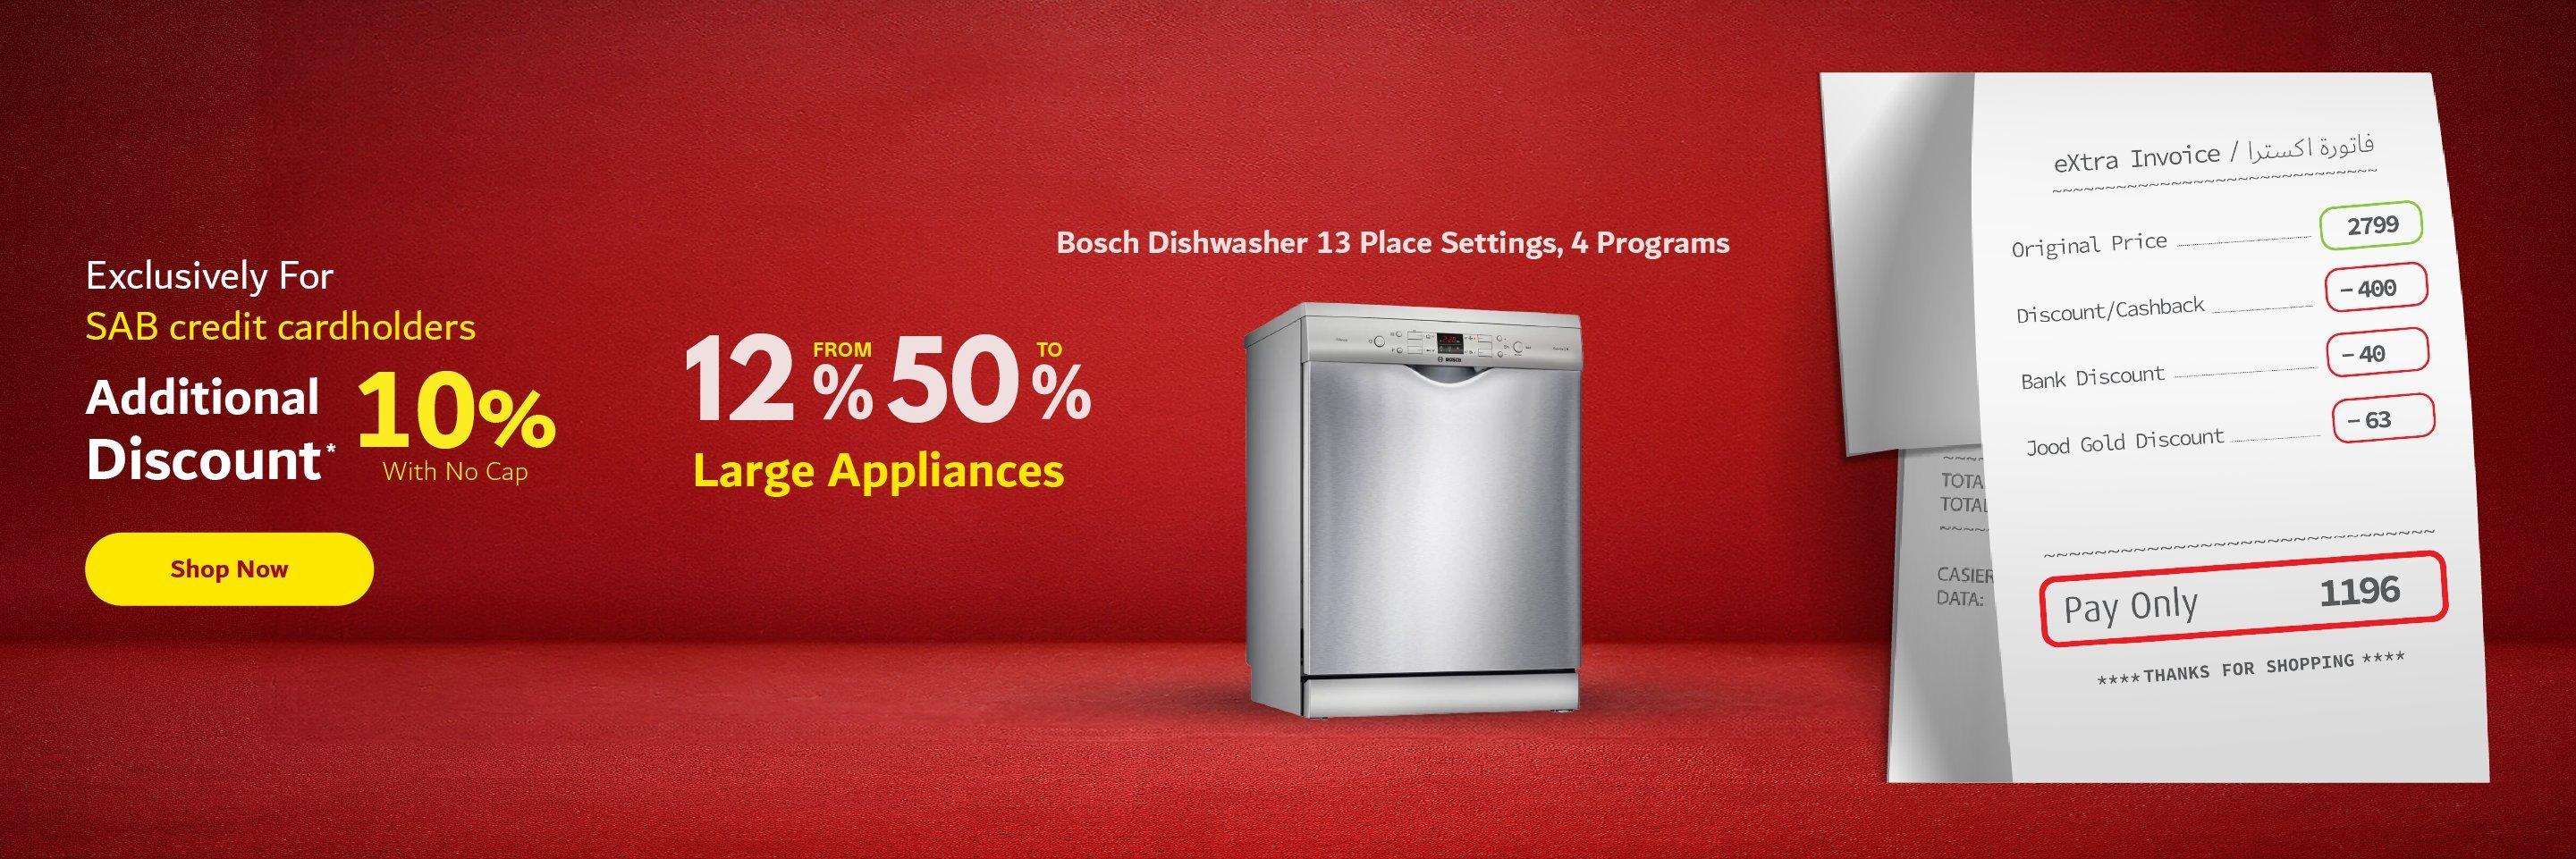 Exclusively For
SAB credit cardholders
Additional
Discount*
10%
With No Cap
Shop Now
FROM 12% TO 50%
Large Appliances
Bosch Dishwasher 13 Place Settings, 4 Programs
BOSCH
eXtra Invoice / فاتورة اكسترا
Original Price 2799
Discount/Cashback -400
Bank Discount -40
Jood Gold Discount -63
Pay Only 1196
****THANKS FOR SHOPPING ****
TOTA
TOTAL
CASIER
DATA: